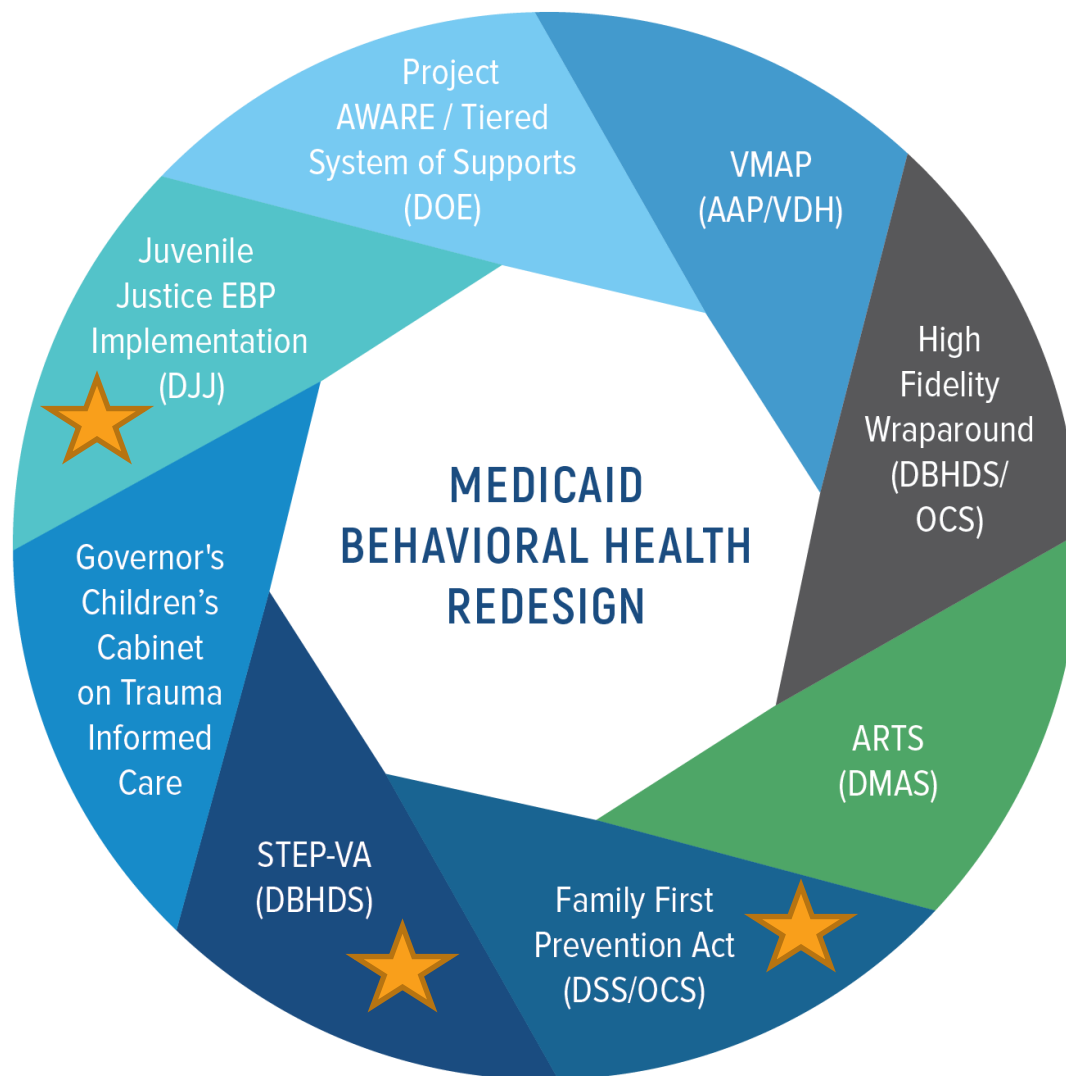 Project
AWARE / Tiered
System of Supports
(DOE)
VMAP
(AAP/VDH)
High
Fidelity
Wraparound
(DBHDS/
OCS)
ARTS
(DMAS)
Family First
Prevention Act
(DSS/OCS)
STEP-VA
(DBHDS)
Governor's
Children’s
Cabinet
on Trauma
Informed
Care
Juvenile
Justice EBP
Implementation
(DJJ)
MEDICAID
BEHAVIORAL HEALTH
REDESIGN